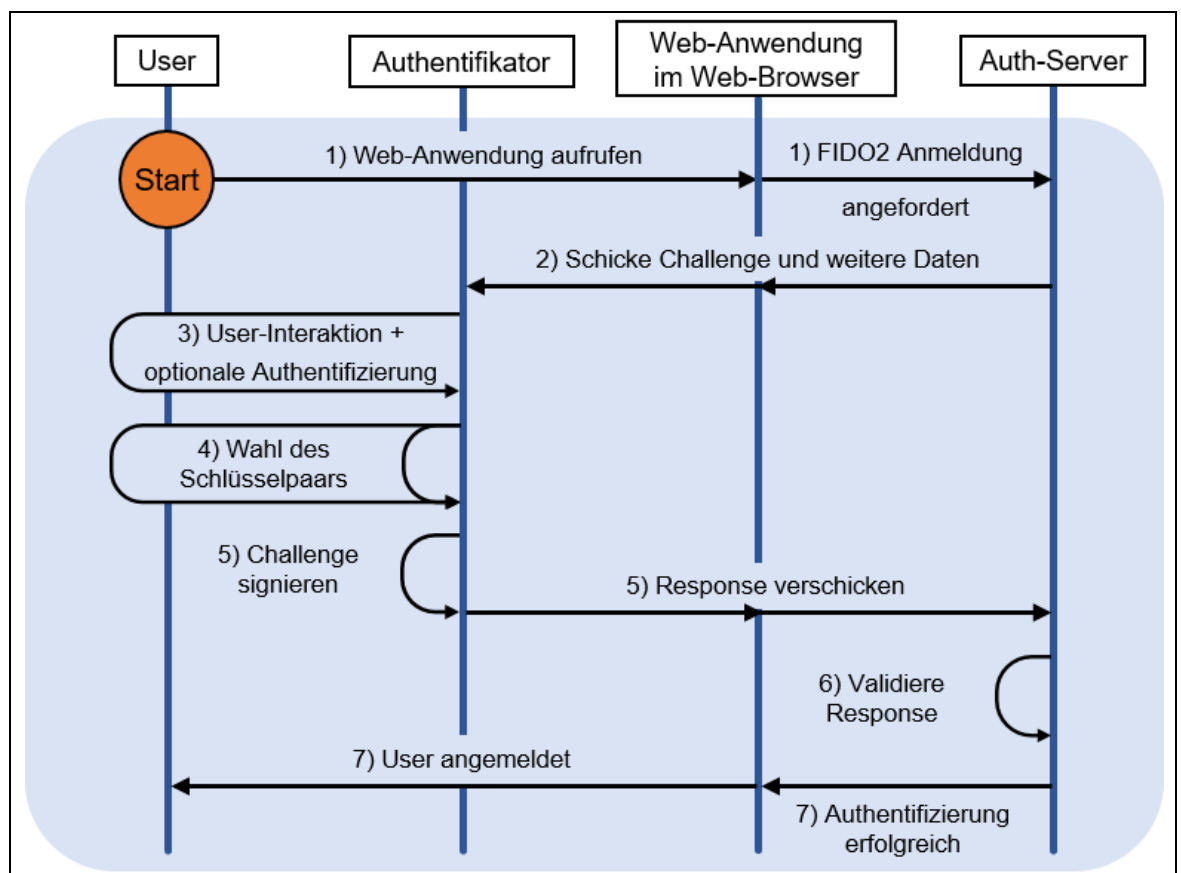 User
Authentifikator
Web-Anwendung
im Web-Browser
Auth-Server
Start
1) Web-Anwendung aufrufen
1) FIDO2 Anmeldung
angefordert
2) Schicke Challenge und weitere Daten
3) User-Interaktion +
optionale Authentifizierung
4) Wahl des
Schlüsselpaars
5) Challenge
signieren
5) Response verschicken
6) Validiere
Response
7) User angemeldet
7) Authentifizierung
erfolgreich